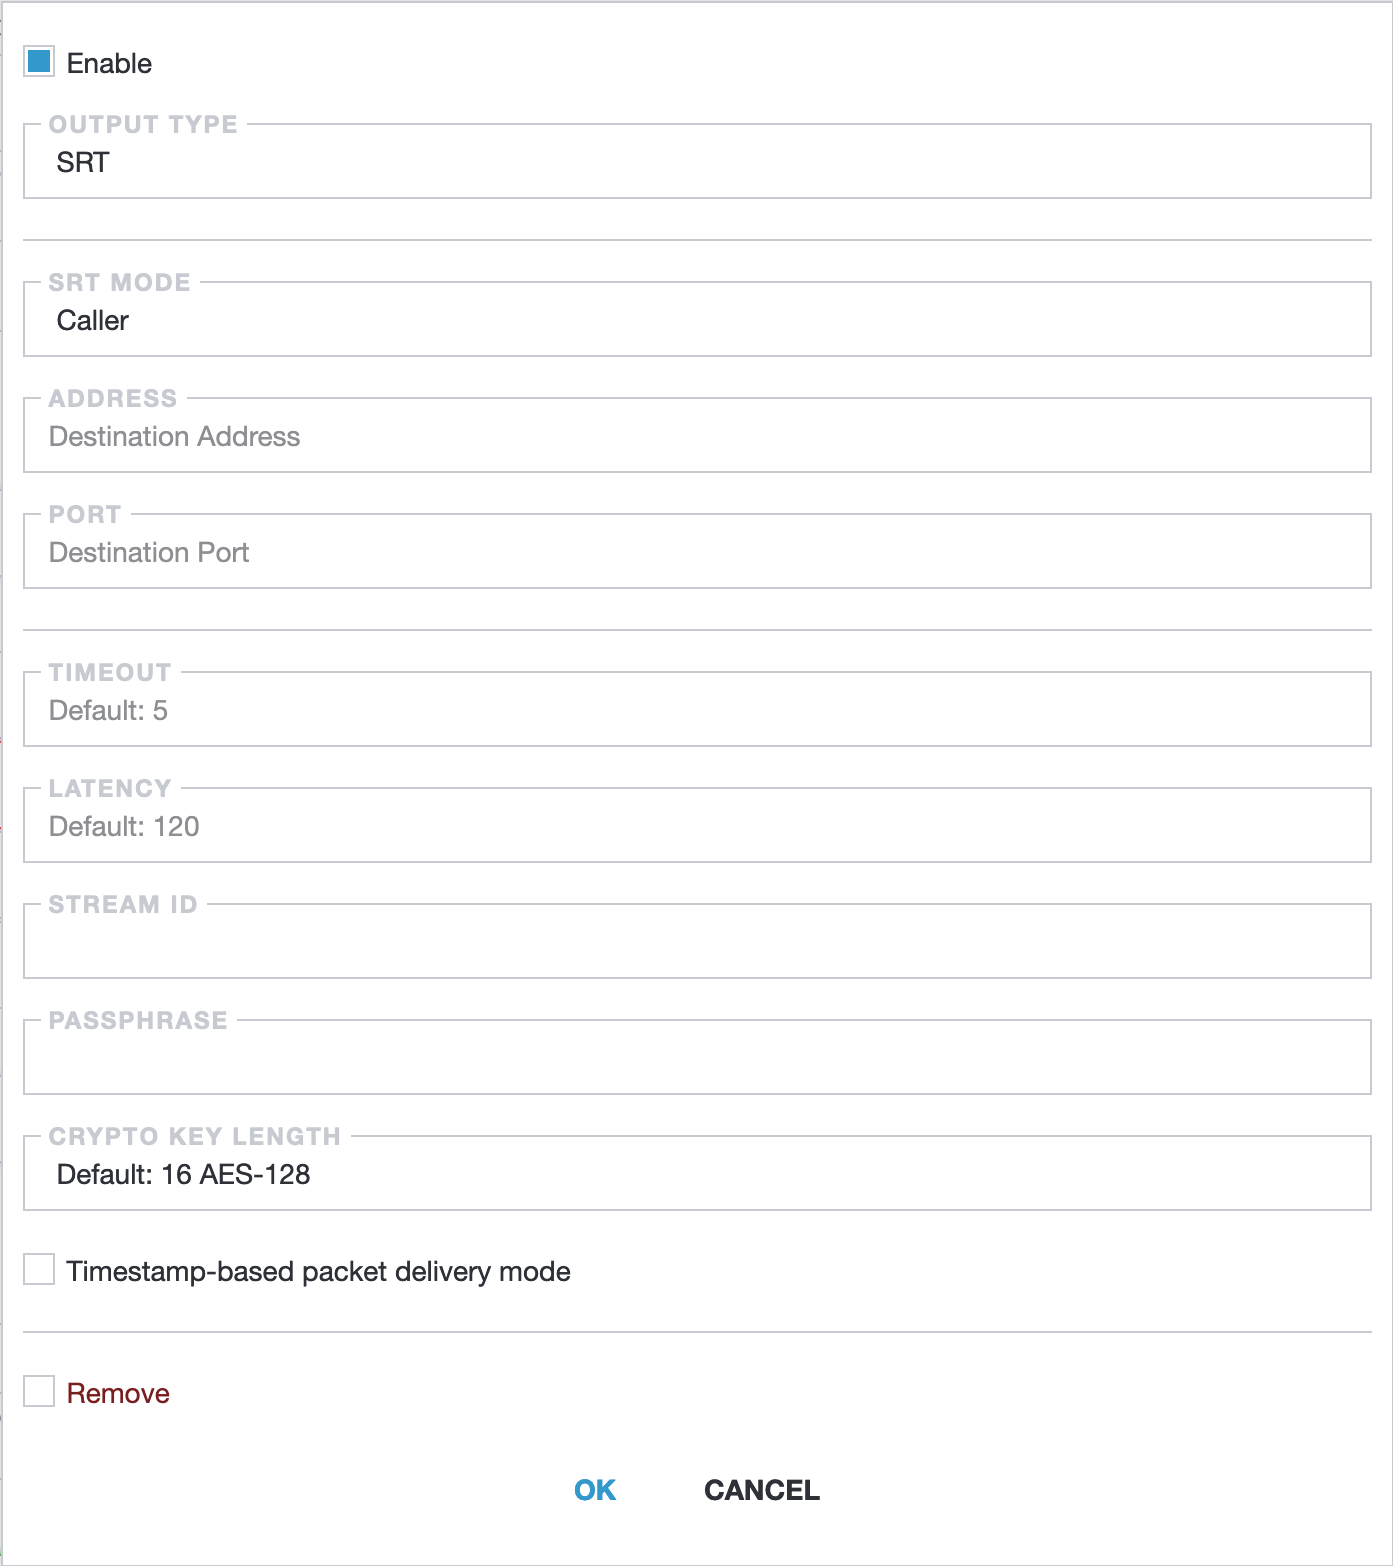 Enable
OUTPUT TYPE
SRT
SRT MODE
Caller
ADDRESS
Destination Address
PORT
Destination Port
TIMEOUT
Default: 5
LATENCY
Default: 120
STREAM ID
PASSPHRASE
CRYPTO KEY LENGTH
Default: 16 AES-128
Timestamp-based packet delivery mode
Remove
OK CANCEL